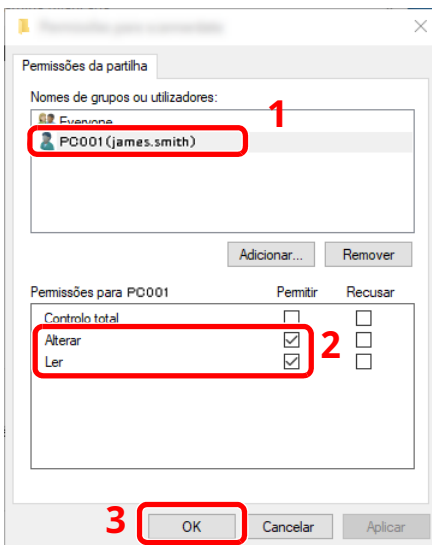 Permissões da partilha
Nomes de grupos ou utilizadores:
1
Everyone
PC001(james.smith)
Adicionar...
Remover
Permissões para PC001 Permitir Recusar
Controlo total
Alterar
2
Ler
3
OK Cancelar Aplicar